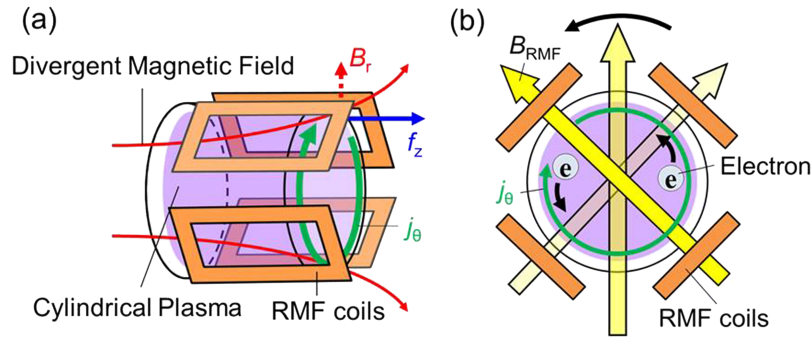 (a)
Divergent Magnetic Field
Br
fz
jθ
Cylindrical Plasma
RMF coils
(b)
BRMF
e
e
Electron
jθ
RMF coils